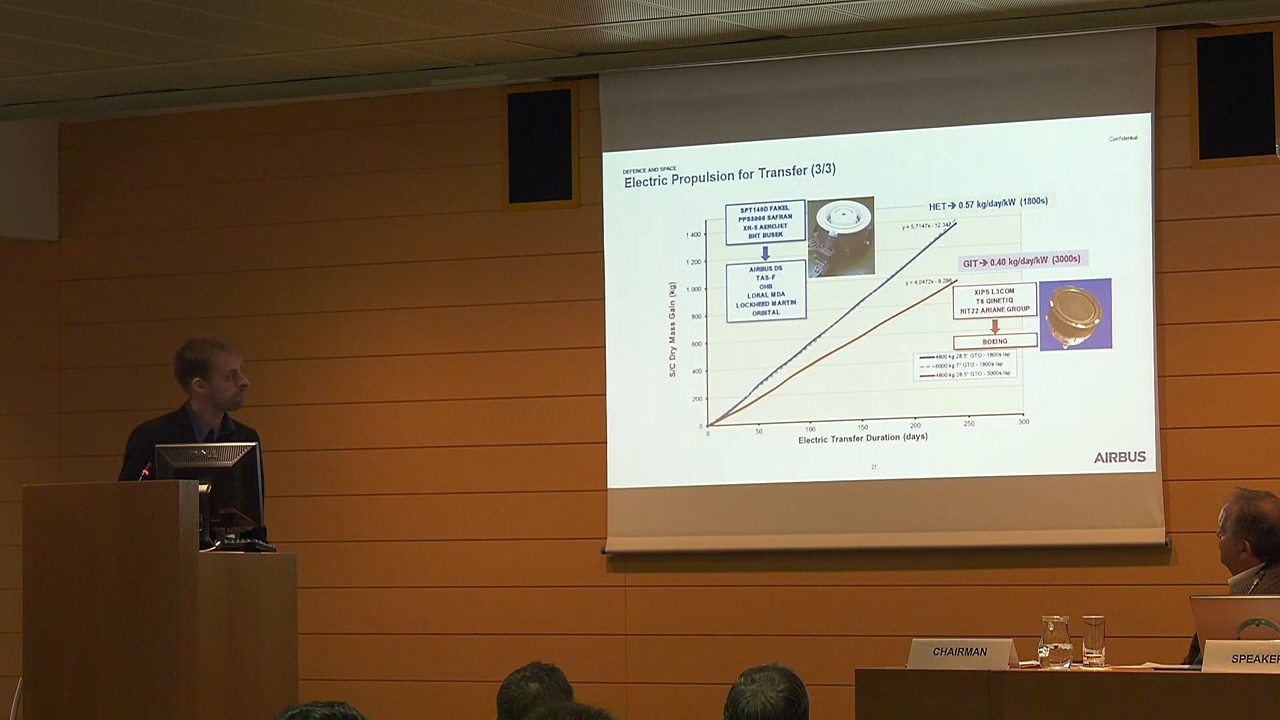 Confidential
DEFENCE AND SPACE
Electric Propulsion for Transfer (3/3)
SPT140D FAKEL
PPS5000 SAFRAN
XR-5 AEROJET
BHT BUSEK
AIRBUS DS
TAS-F
OHB
LORAL MDA
LOCKHEED MARTIN
ORBITAL
HET → 0.57 kg/day/kW (1800s)
y = 5,7147x - 12,342
GIT → 0.40 kg/day/kW (3000s)
y = 4,0472x - 9,296
XIPS L3COM
T6 QINETIQ
RIT22 ARIANE GROUP
BOEING
4800 kg 28.5° GTO - 1800s Isp
6000 kg 7° GTO - 1800s Isp
4800 kg 28.5° GTO - 3000s Isp
S/C Dry Mass Gain (kg)
1 400
1 200
1 000
800
600
400
200
0
0 50 100 150 200 250 300
Electric Transfer Duration (days)
21
AIRBUS
CHAIRMAN
SPEAKER